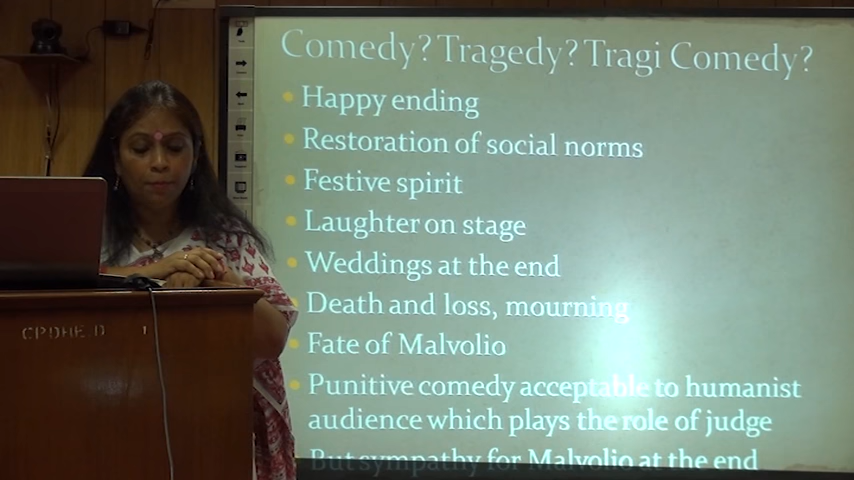 Comedy? Tragedy? Tragi Comedy?
Happy ending
Restoration of social norms
Festive spirit
Laughter on stage
Weddings at the end
Death and loss, mourning
Fate of Malvolio
Punitive comedy acceptable to humanist
audience which plays the role of judge
But sympathy for Malvolio at the end
CPDHE D